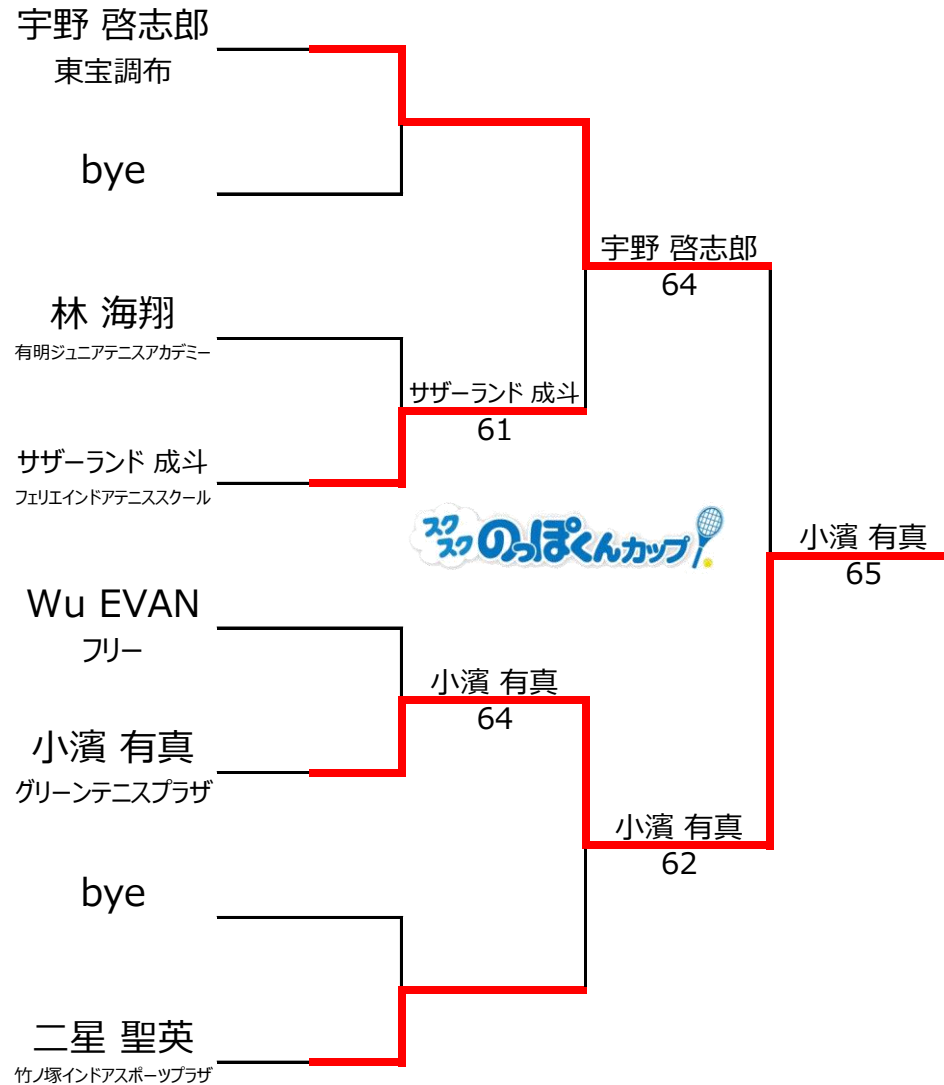 宇野 啓志郎
東宝調布
bye
林 海翔
有明ジュニアテニスアカデミー
サザーランド 成斗
フェリエインドアテニススクール
Wu EVAN
フリー
小濱 有真
グリーンテニスプラザ
bye
二星 聖英
竹ノ塚インドアスポーツプラザ
サザーランド 成斗
61
小濱 有真
64
宇野 啓志郎
64
小濱 有真
62
スクスクのっぽくんカップ
小濱 有真
65